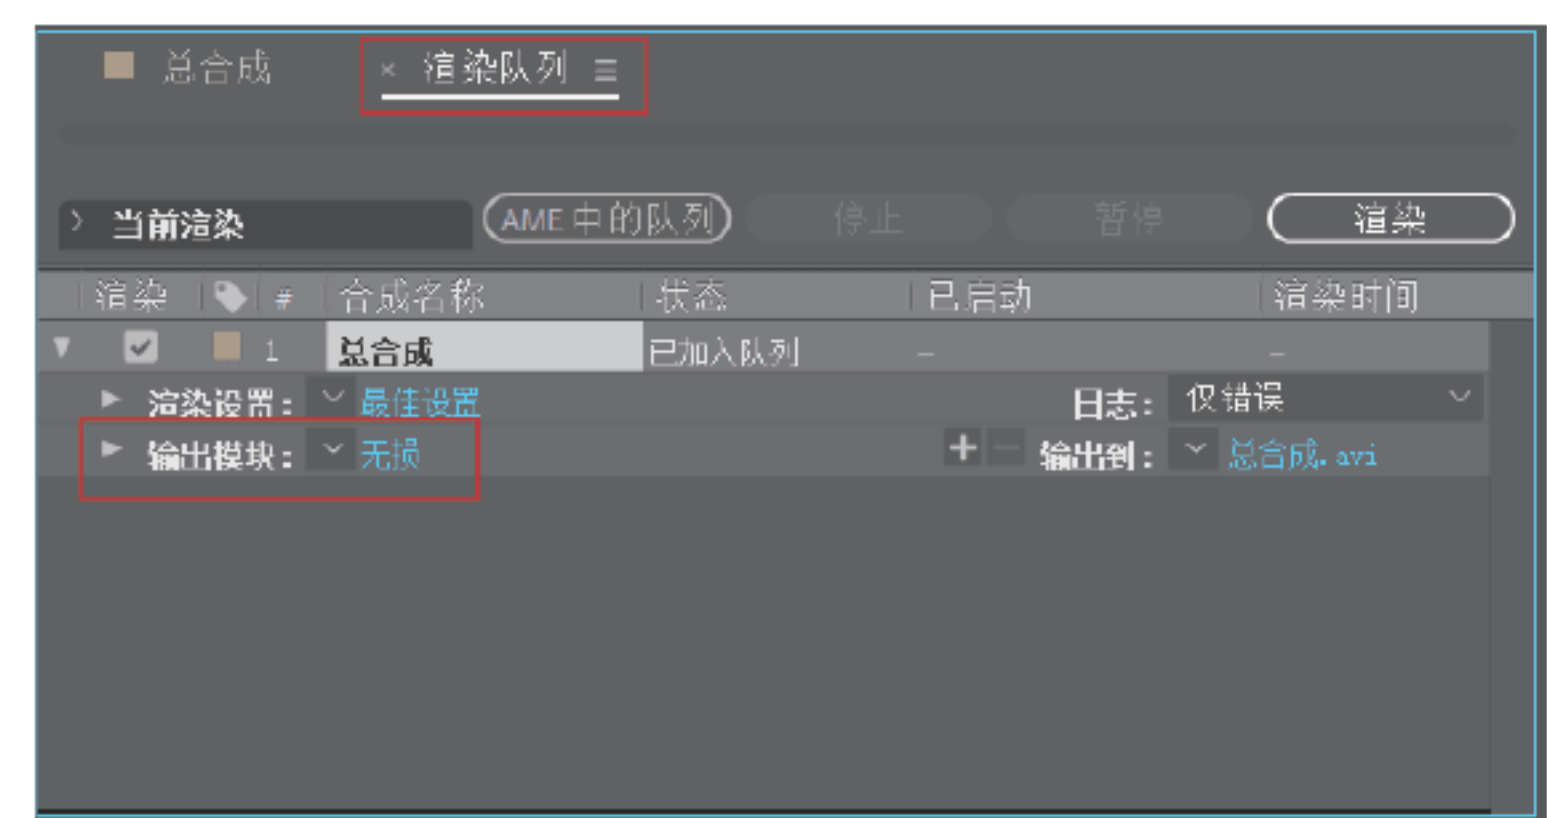 总合成 × 渲染队列 ≡
> 当前渲染 AME 中的队列 停止 暂停 渲染
渲染 # 合成名称 状态 已启动 渲染时间
1 总合成 已加入队列 – –
渲染设置: 最佳设置 日志: 仅错误
输出模块: 无损 + – 输出到: 总合成.avi